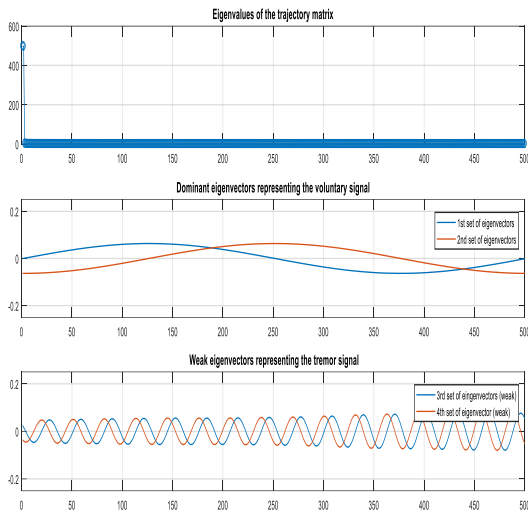 Eigenvalues of the trajectory matrix
600
400
200
0
0 50 100 150 200 250 300 350 400 450 500
Dominant eigenvectors representing the voluntary signal
0.2
0
-0.2
1st set of eigenvectors
2nd set of eigenvectors
0 50 100 150 200 250 300 350 400 450 500
Weak eigenvectors representing the tremor signal
0.2
0
-0.2
3rd set of eingenvectors (weak)
4th set of eigenvector (weak)
0 50 100 150 200 250 300 350 400 450 500